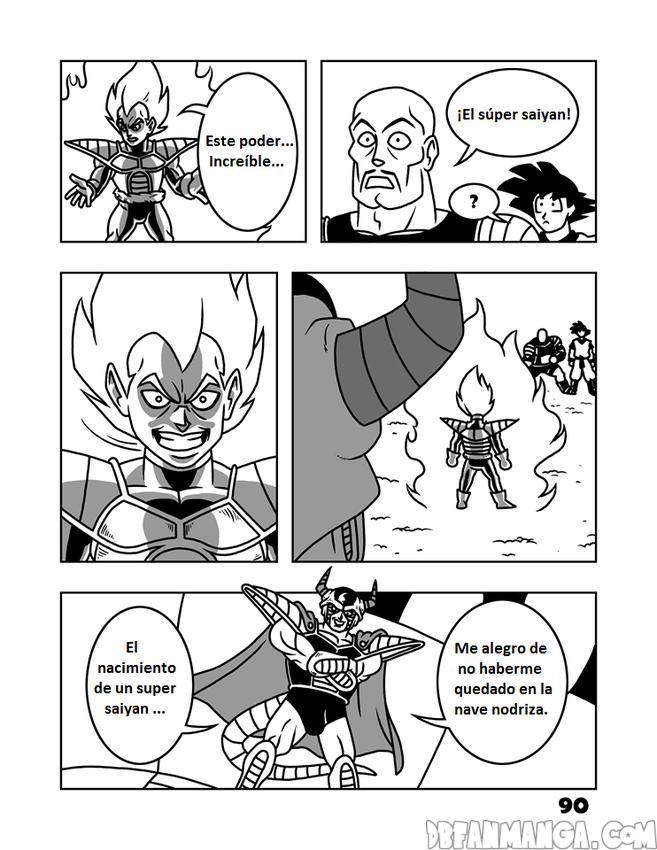 Este poder...
Increíble...
¡El súper saiyan!
?
El
nacimiento
de un super
saiyan ...
Me alegro de
no haberme
quedado en la
nave nodriza.
90
DBFANMANGA.COM